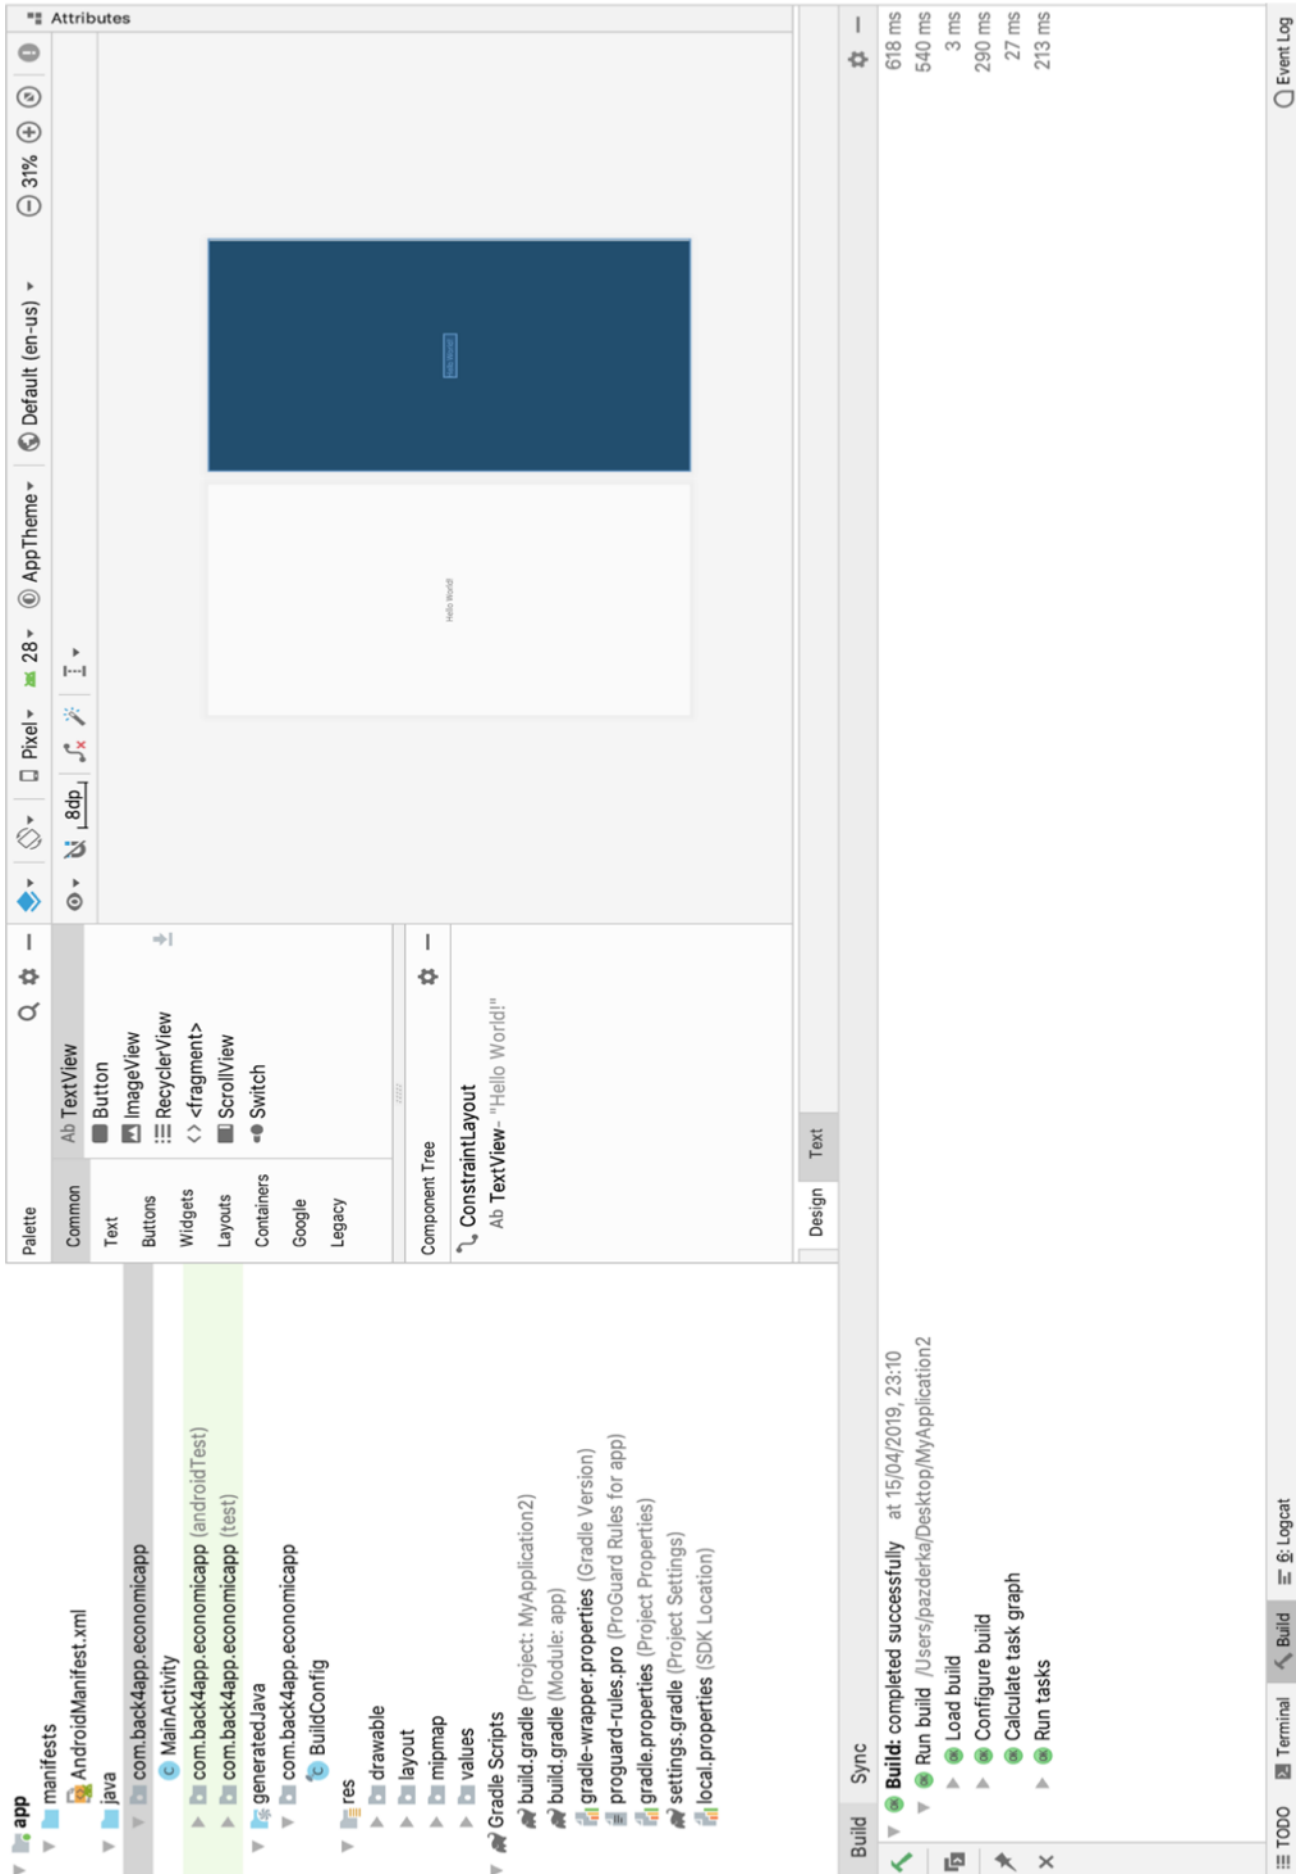 app
manifests
AndroidManifest.xml
java
com.back4app.economicapp
MainActivity
com.back4app.economicapp (androidTest)
com.back4app.economicapp (test)
generatedJava
com.back4app.economicapp
BuildConfig
res
drawable
layout
mipmap
values
Gradle Scripts
build.gradle (Project: MyApplication2)
build.gradle (Module: app)
gradle-wrapper.properties (Gradle Version)
proguard-rules.pro (ProGuard Rules for app)
gradle.properties (Project Properties)
settings.gradle (Project Settings)
local.properties (SDK Location)
Palette
Common
Text
Buttons
Widgets
Layouts
Containers
Google
Legacy
Ab TextView
Button
ImageView
RecyclerView
<fragment>
ScrollView
Switch
Component Tree
ConstraintLayout
Ab TextView- "Hello World!"
Design Text
Pixel 28 AppTheme Default (en-us) 31%
8dp
Attributes
Hello World!
Hello World!
Build Sync
Build: completed successfully at 15/04/2019, 23:10 618 ms
Run build /Users/pazderka/Desktop/MyApplication2 540 ms
Load build 3 ms
Configure build 290 ms
Calculate task graph 27 ms
Run tasks 213 ms
TODO Terminal Build 6: Logcat Event Log